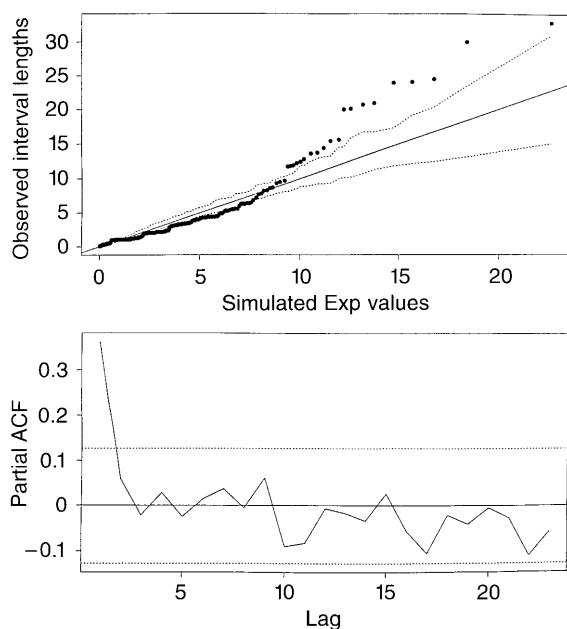 Observed interval lengths
30
25
20
15
10
5
0
0 5 10 15 20
Simulated Exp values
Partial ACF
0.3
0.2
0.1
0
−0.1
5 10 15 20
Lag